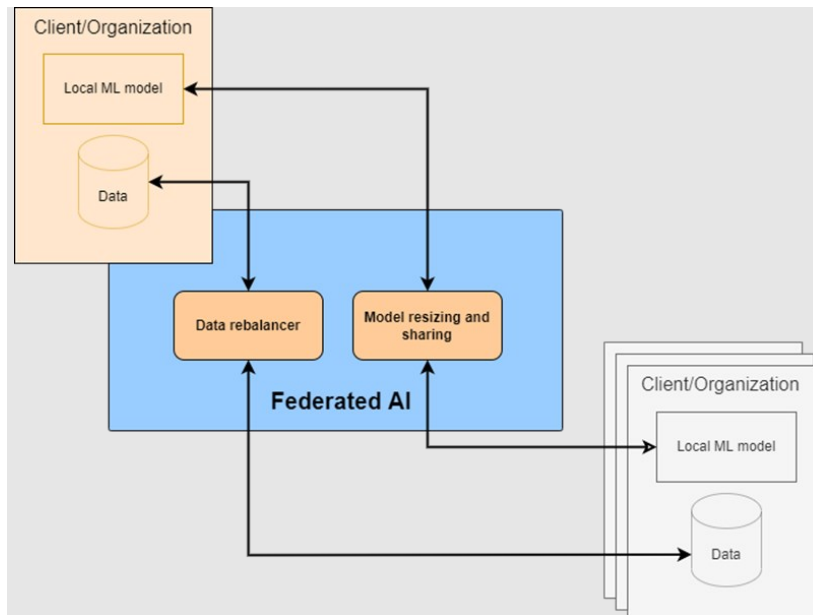 Client/Organization
Local ML model
Data
Data rebalancer
Model resizing and
sharing
Federated AI
Client/Organization
Local ML model
Data